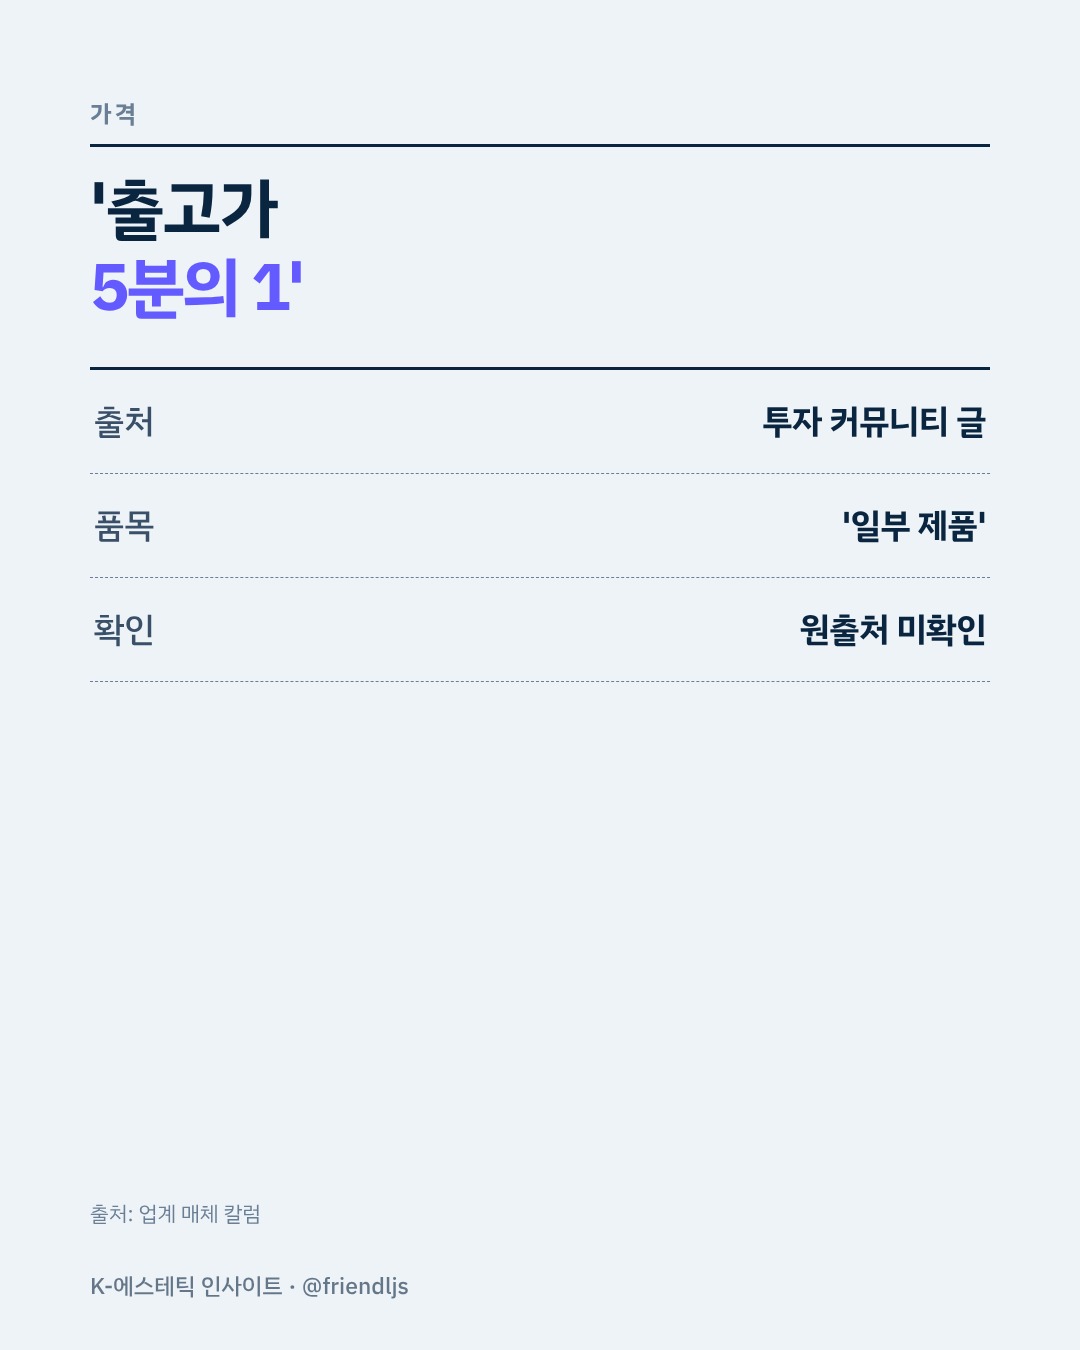 가격
'출고가
5분의 1'
출처 투자 커뮤니티 글
품목 '일부 제품'
확인 원출처 미확인
출처: 업계 매체 칼럼
K-에스테틱 인사이트 · @friendljs